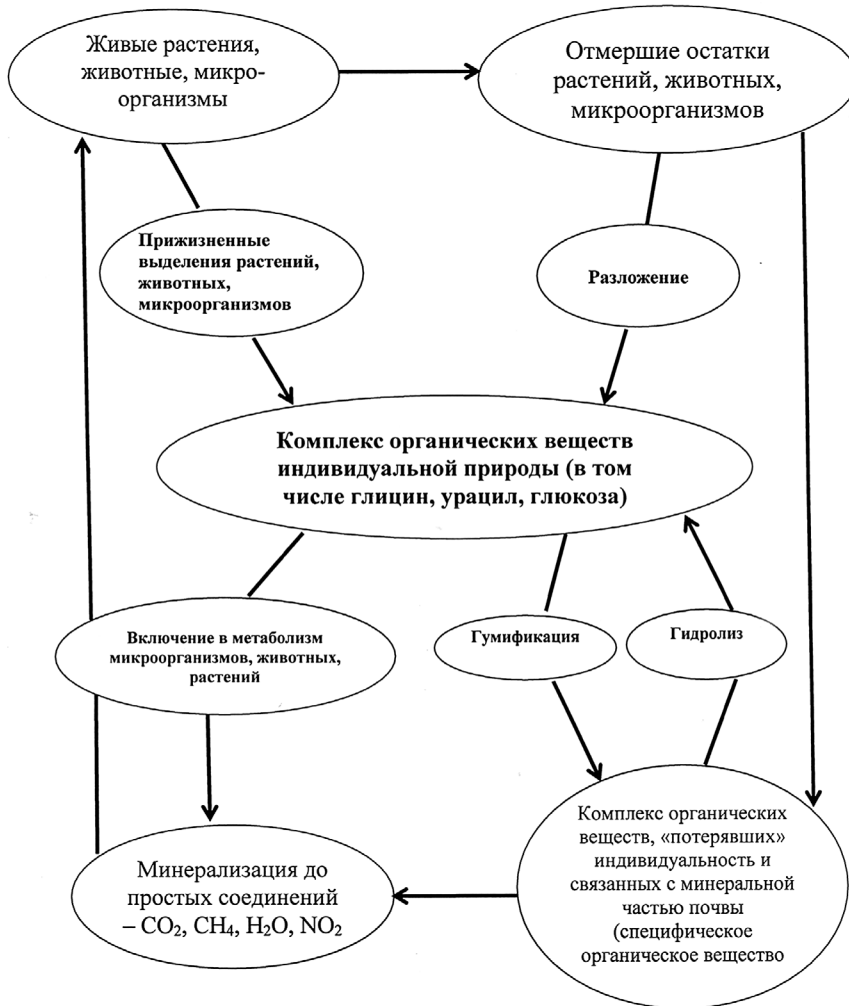 Живые растения,
животные, микро-
организмы
Отмершие остатки
растений, животных,
микроорганизмов
Прижизненные
выделения растений,
животных,
микроорганизмов
Разложение
Комплекс органических веществ
индивидуальной природы (в том
числе глицин, урацил, глюкоза)
Включение в метаболизм
микроорганизмов, животных,
растений
Гумификация
Гидролиз
Минерализация до
простых соединений
– CO₂, CH₄, H₂O, NO₂
Комплекс органических
веществ, «потерявших»
индивидуальность и
связанных с минеральной
частью почвы
(специфическое
органическое вещество